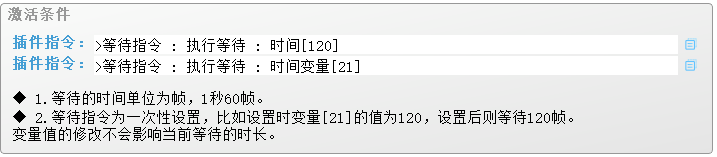 激活条件
插件指令：>等待指令 : 执行等待 : 时间[120]
插件指令：>等待指令 : 执行等待 : 时间变量[21]
◆ 1.等待的时间单位为帧，1秒60帧。
◆ 2.等待指令为一次性设置，比如设置时变量[21]的值为120，设置后则等待120帧。
变量值的修改不会影响当前等待的时长。